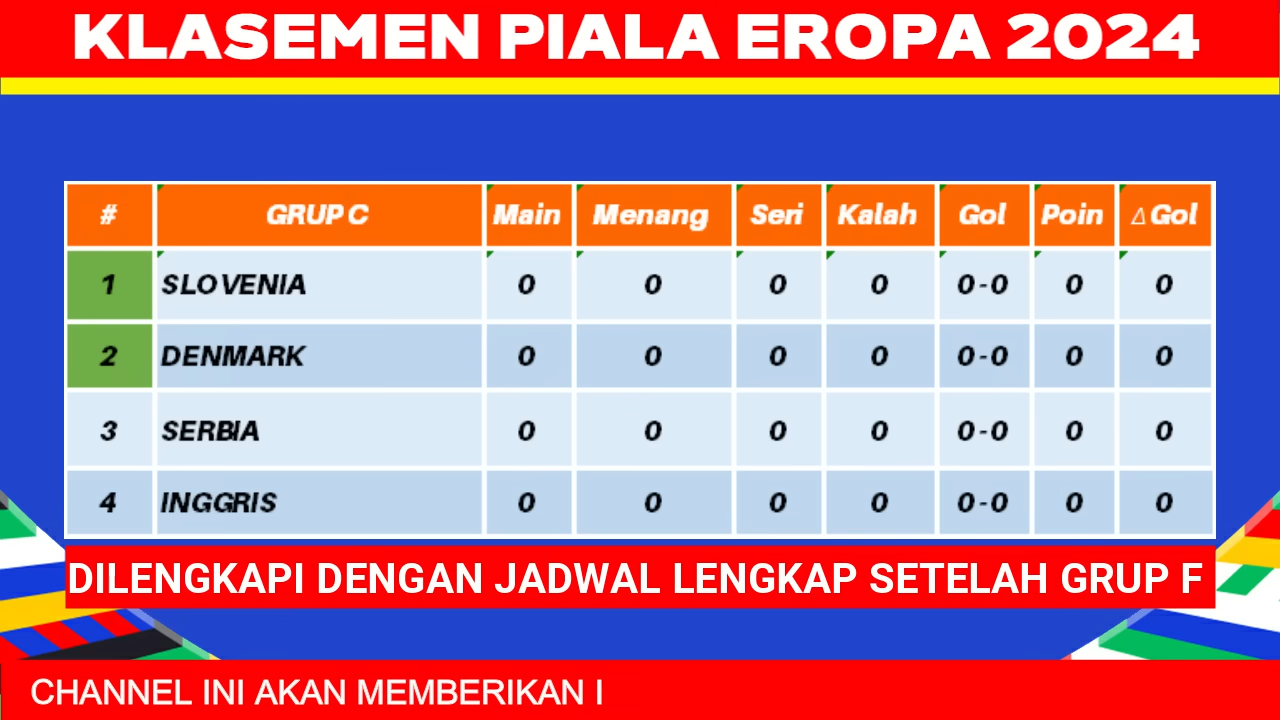 KLASEMEN PIALA EROPA 2024
# GRUP C Main Menang Seri Kalah Gol Poin Δ Gol
1 SLOVENIA 0 0 0 0 0-0 0 0
2 DENMARK 0 0 0 0 0-0 0 0
3 SERBIA 0 0 0 0 0-0 0 0
4 INGGRIS 0 0 0 0 0-0 0 0
DILENGKAPI DENGAN JADWAL LENGKAP SETELAH GRUP F
CHANNEL INI AKAN MEMBERIKAN I